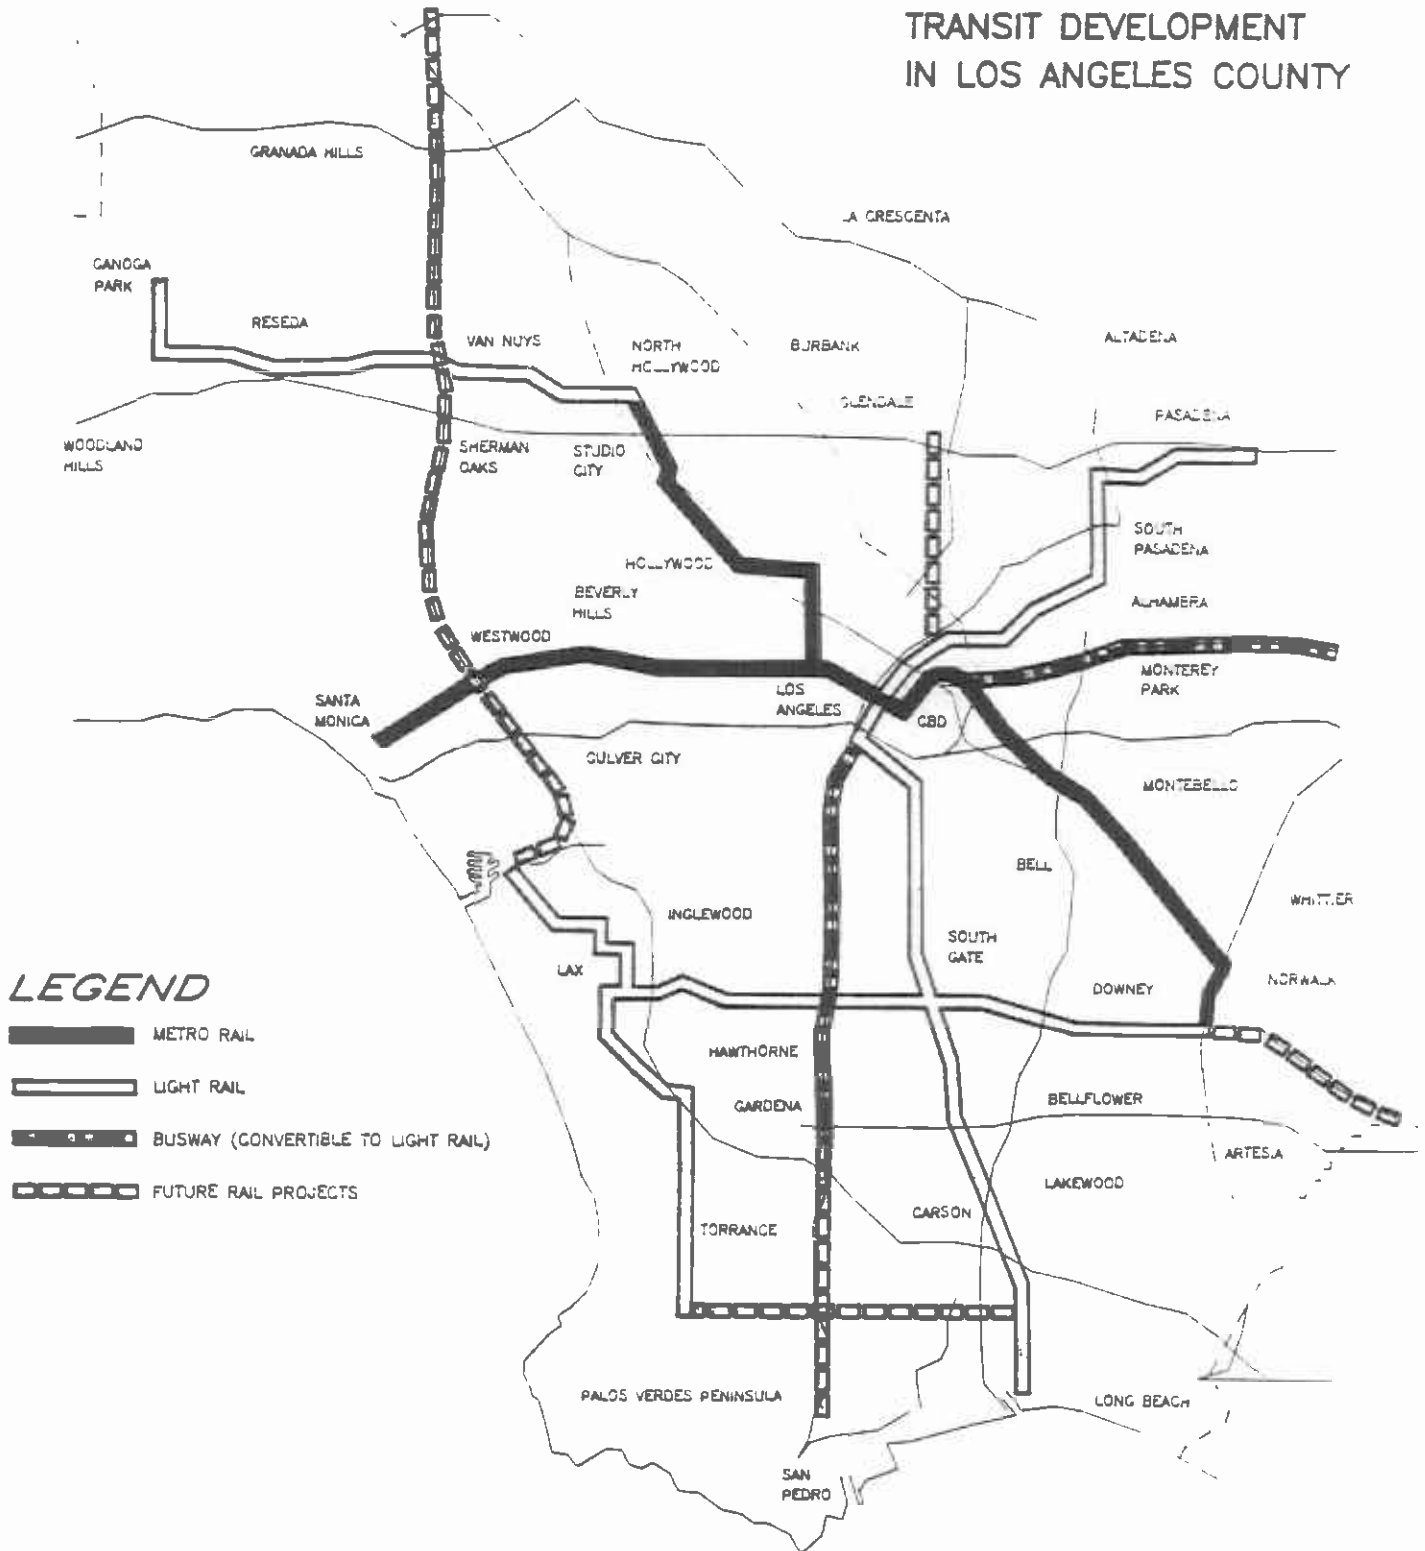 TRANSIT DEVELOPMENT
IN LOS ANGELES COUNTY
GRANADA HILLS
LA CRESCENTA
CANOGA
PARK
RESEDA
VAN NUYS
NORTH
HOLLYWOOD
BURBANK
ALTADENA
GLENDALE
PASADENA
WOODLAND
HILLS
SHERMAN
OAKS
STUDIO
CITY
SOUTH
PASADENA
HOLLYWOOD
BEVERLY
HILLS
ALHAMBRA
WESTWOOD
SANTA
MONICA
LOS
ANGELES
CBD
MONTEREY
PARK
CULVER CITY
MONTEBELLO
BELL
WHITTIER
INGLEWOOD
SOUTH
GATE
LAX
DOWNEY
NORWALK
LEGEND
METRO RAIL
LIGHT RAIL
BUSWAY (CONVERTIBLE TO LIGHT RAIL)
FUTURE RAIL PROJECTS
HAWTHORNE
GARDENA
BELLFLOWER
ARTESIA
LAKEWOOD
CARSON
TORRANCE
PALOS VERDES PENINSULA
LONG BEACH
SAN
PEDRO